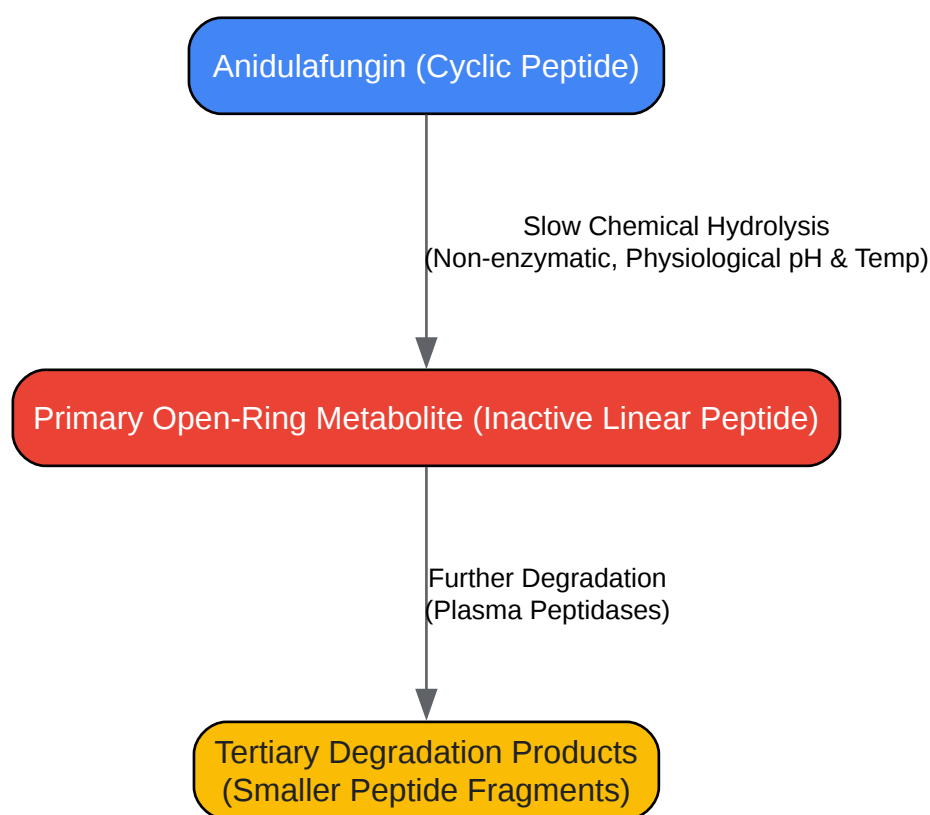 Anidulafungin (Cyclic Peptide)
Slow Chemical Hydrolysis
(Non-enzymatic, Physiological pH & Temp)
Primary Open-Ring Metabolite (Inactive Linear Peptide)
Further Degradation
(Plasma Peptidases)
Tertiary Degradation Products
(Smaller Peptide Fragments)